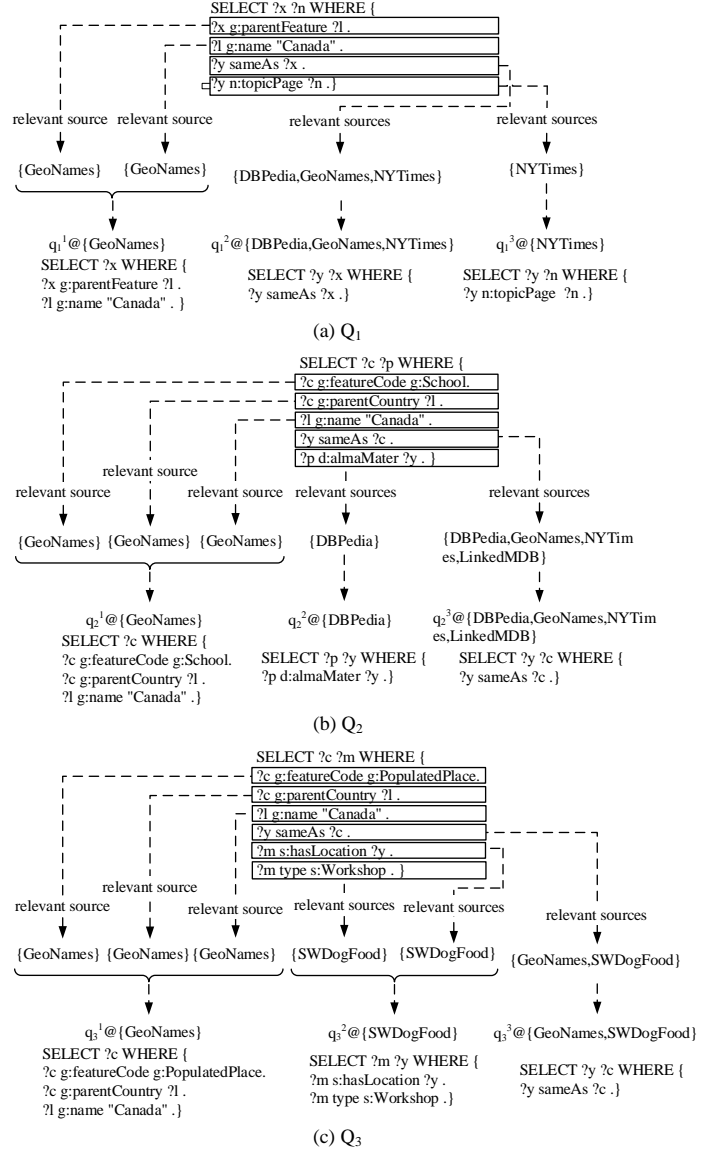 SELECT ?x ?n WHERE {
?x g:parentFeature ?l .
?l g:name "Canada" .
?y sameAs ?x .
?y n:topicPage ?n .}
relevant source
relevant source
relevant sources
relevant sources
{GeoNames}
{GeoNames}
{DBPedia,GeoNames,NYTimes}
{NYTimes}
q₁¹@{GeoNames}
SELECT ?x WHERE {
?x g:parentFeature ?l .
?l g:name "Canada" . }
q₁²@{DBPedia,GeoNames,NYTimes}
SELECT ?y ?x WHERE {
?y sameAs ?x .}
q₁³@{NYTimes}
SELECT ?y ?n WHERE {
?y n:topicPage ?n .}
(a) Q₁
SELECT ?c ?p WHERE {
?c g:featureCode g:School.
?c g:parentCountry ?l .
?l g:name "Canada" .
?y sameAs ?c .
?p d:almaMater ?y . }
relevant source
relevant source
relevant source
relevant sources
relevant sources
{GeoNames}
{GeoNames}
{GeoNames}
{DBPedia}
{DBPedia,GeoNames,NYTim
es,LinkedMDB}
q₂¹@{GeoNames}
SELECT ?c WHERE {
?c g:featureCode g:School.
?c g:parentCountry ?l .
?l g:name "Canada" .}
q₂²@{DBPedia}
SELECT ?p ?y WHERE {
?p d:almaMater ?y .}
q₂³@{DBPedia,GeoNames,NYTim
es,LinkedMDB}
SELECT ?y ?c WHERE {
?y sameAs ?c .}
(b) Q₂
SELECT ?c ?m WHERE {
?c g:featureCode g:PopulatedPlace.
?c g:parentCountry ?l .
?l g:name "Canada" .
?y sameAs ?c .
?m s:hasLocation ?y .
?m type s:Workshop . }
relevant source
relevant source
relevant source
relevant sources
relevant sources
relevant sources
{GeoNames}
{GeoNames}
{GeoNames}
{SWDogFood}
{SWDogFood}
{GeoNames,SWDogFood}
q₃¹@{GeoNames}
SELECT ?c WHERE {
?c g:featureCode g:PopulatedPlace.
?c g:parentCountry ?l .
?l g:name "Canada" .}
q₃²@{SWDogFood}
SELECT ?m ?y WHERE {
?m s:hasLocation ?y .
?m type s:Workshop .}
q₃³@{GeoNames,SWDogFood}
SELECT ?y ?c WHERE {
?y sameAs ?c .}
(c) Q₃